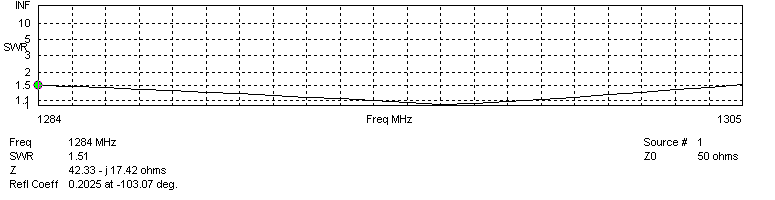 INF
10
5
SWR
3
2
1.5
1.1
1
1284 Freq MHz 1305
Freq 1284 MHz Source # 1
SWR 1.51 Z0 50 ohms
Z 42.33 - j 17.42 ohms
Refl Coeff 0.2025 at -103.07 deg.